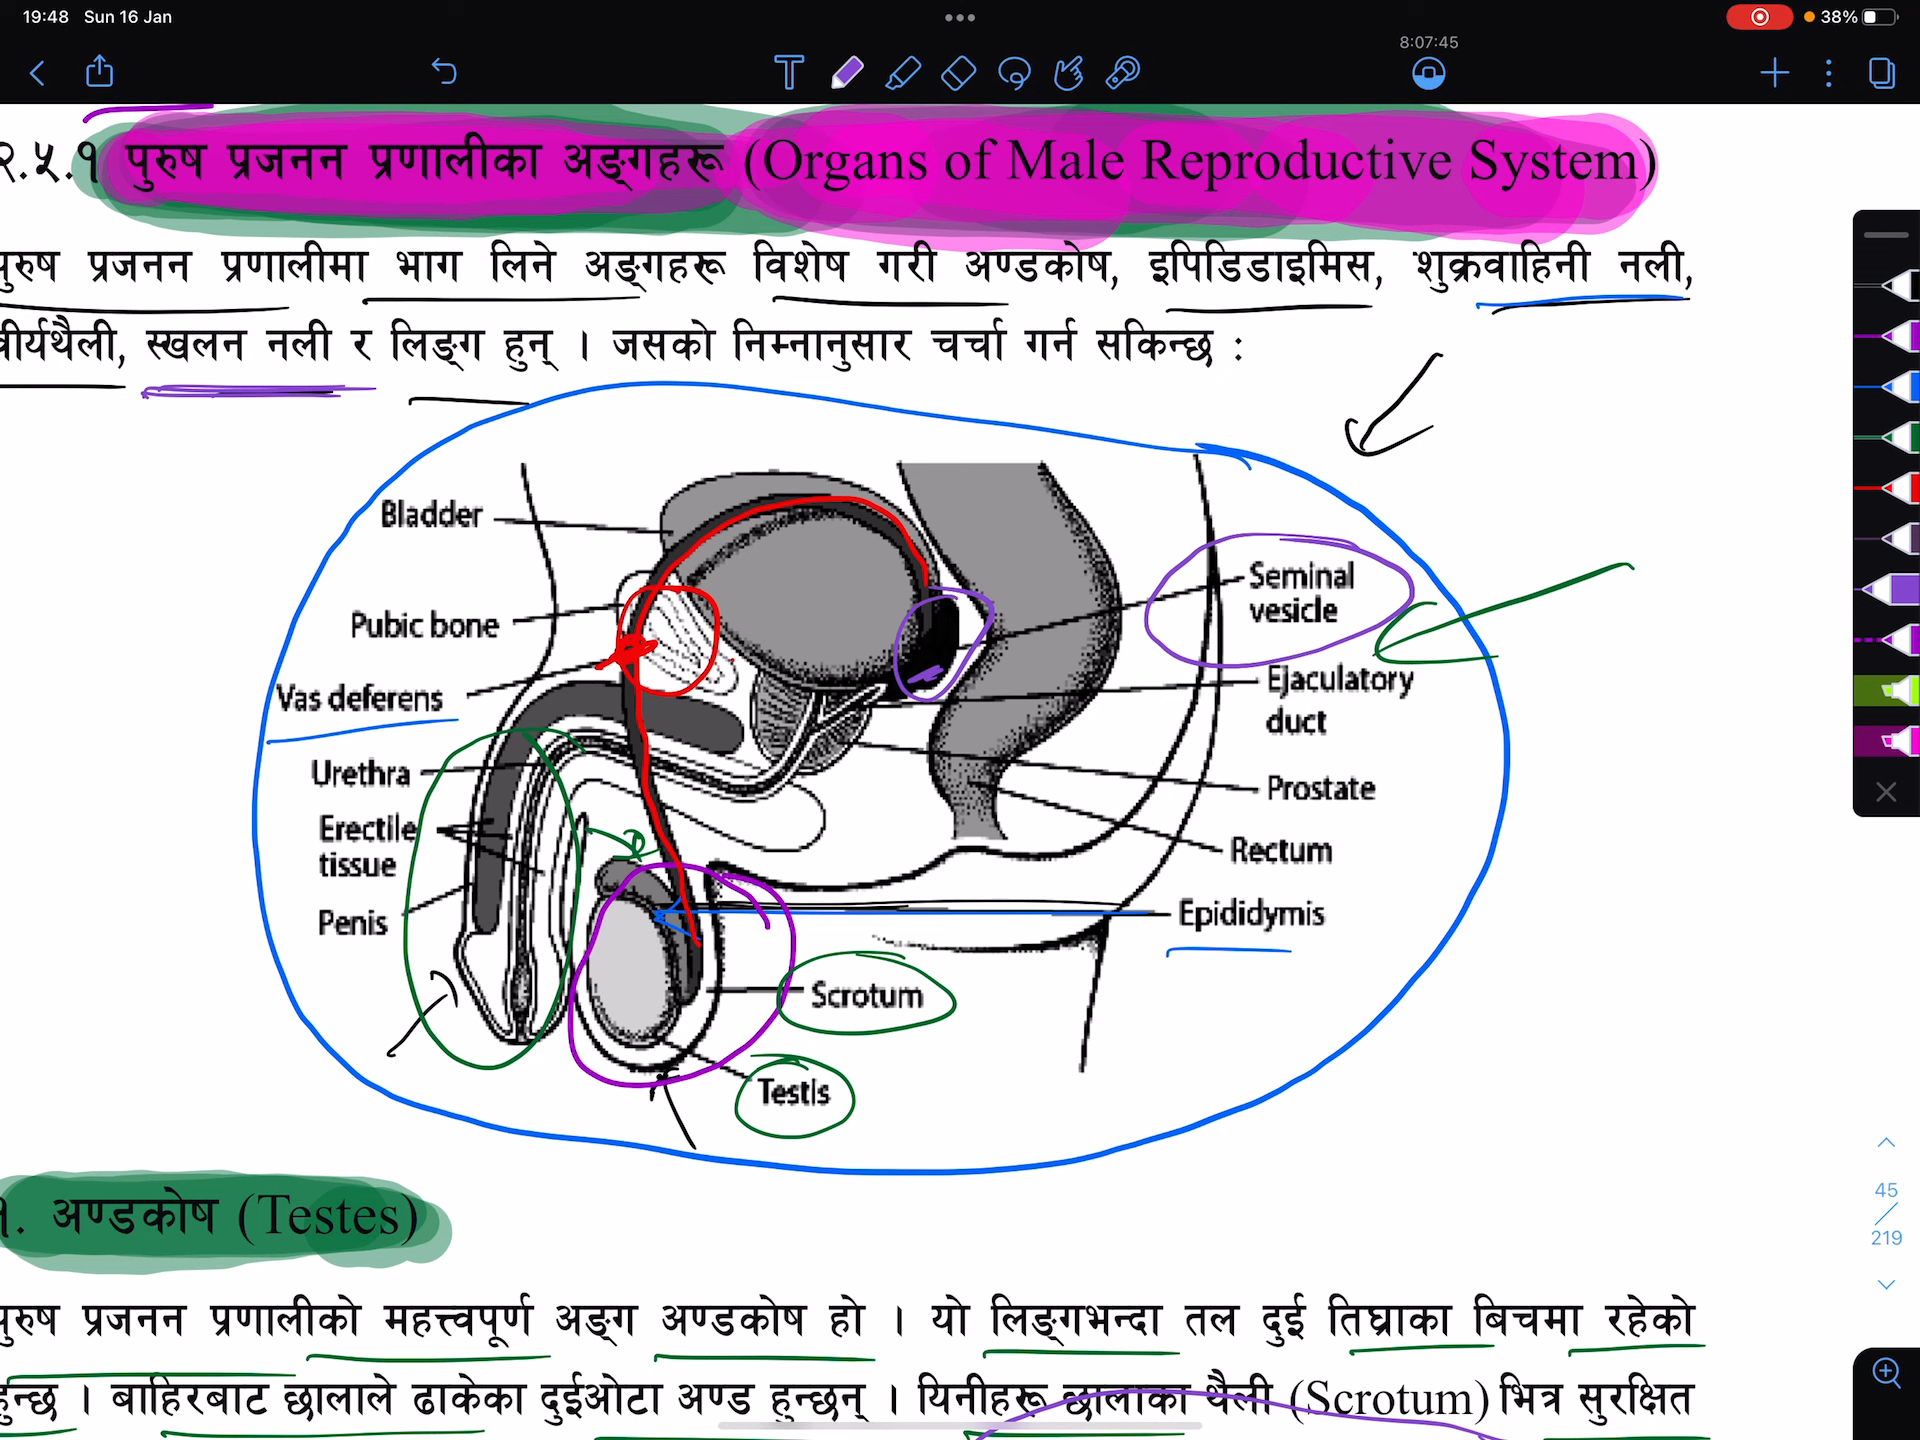 19:48 Sun 16 Jan
38%
8:07:45
२.५.१ पुरुष प्रजनन प्रणालीका अङ्गहरू (Organs of Male Reproductive System)
पुरुष प्रजनन प्रणालीमा भाग लिने अङ्गहरू विशेष गरी अण्डकोष, इपिडिडाइमिस, शुक्रवाहिनी नली,
वीर्यथैली, स्खलन नली र लिङ्ग हुन् । जसको निम्नानुसार चर्चा गर्न सकिन्छ :
Bladder
Pubic bone
Vas deferens
Urethra
Erectile
tissue
Penis
Seminal
vesicle
Ejaculatory
duct
Prostate
Rectum
Epididymis
Scrotum
Testis
१. अण्डकोष (Testes)
पुरुष प्रजनन प्रणालीको महत्त्वपूर्ण अङ्ग अण्डकोष हो । यो लिङ्गभन्दा तल दुई तिघ्राका बिचमा रहेको
हुन्छ । बाहिरबाट छालाले ढाकेका दुईओटा अण्ड हुन्छन् । यिनीहरू छालाका थैली (Scrotum) भित्र सुरक्षित
45
219